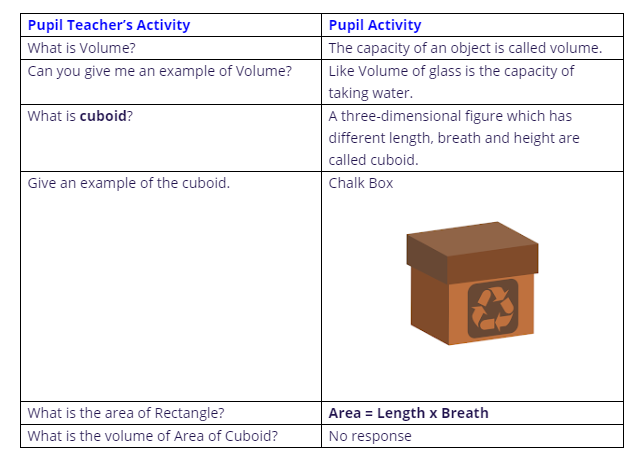 Pupil Teacher's Activity
Pupil Activity
What is Volume?
The capacity of an object is called volume.
Can you give me an example of Volume?
Like Volume of glass is the capacity of
taking water.
What is cuboid?
A three-dimensional figure which has
different length, breath and height are
called cuboid.
Give an example of the cuboid.
Chalk Box
What is the area of Rectangle?
Area = Length x Breath
What is the volume of Area of Cuboid?
No response